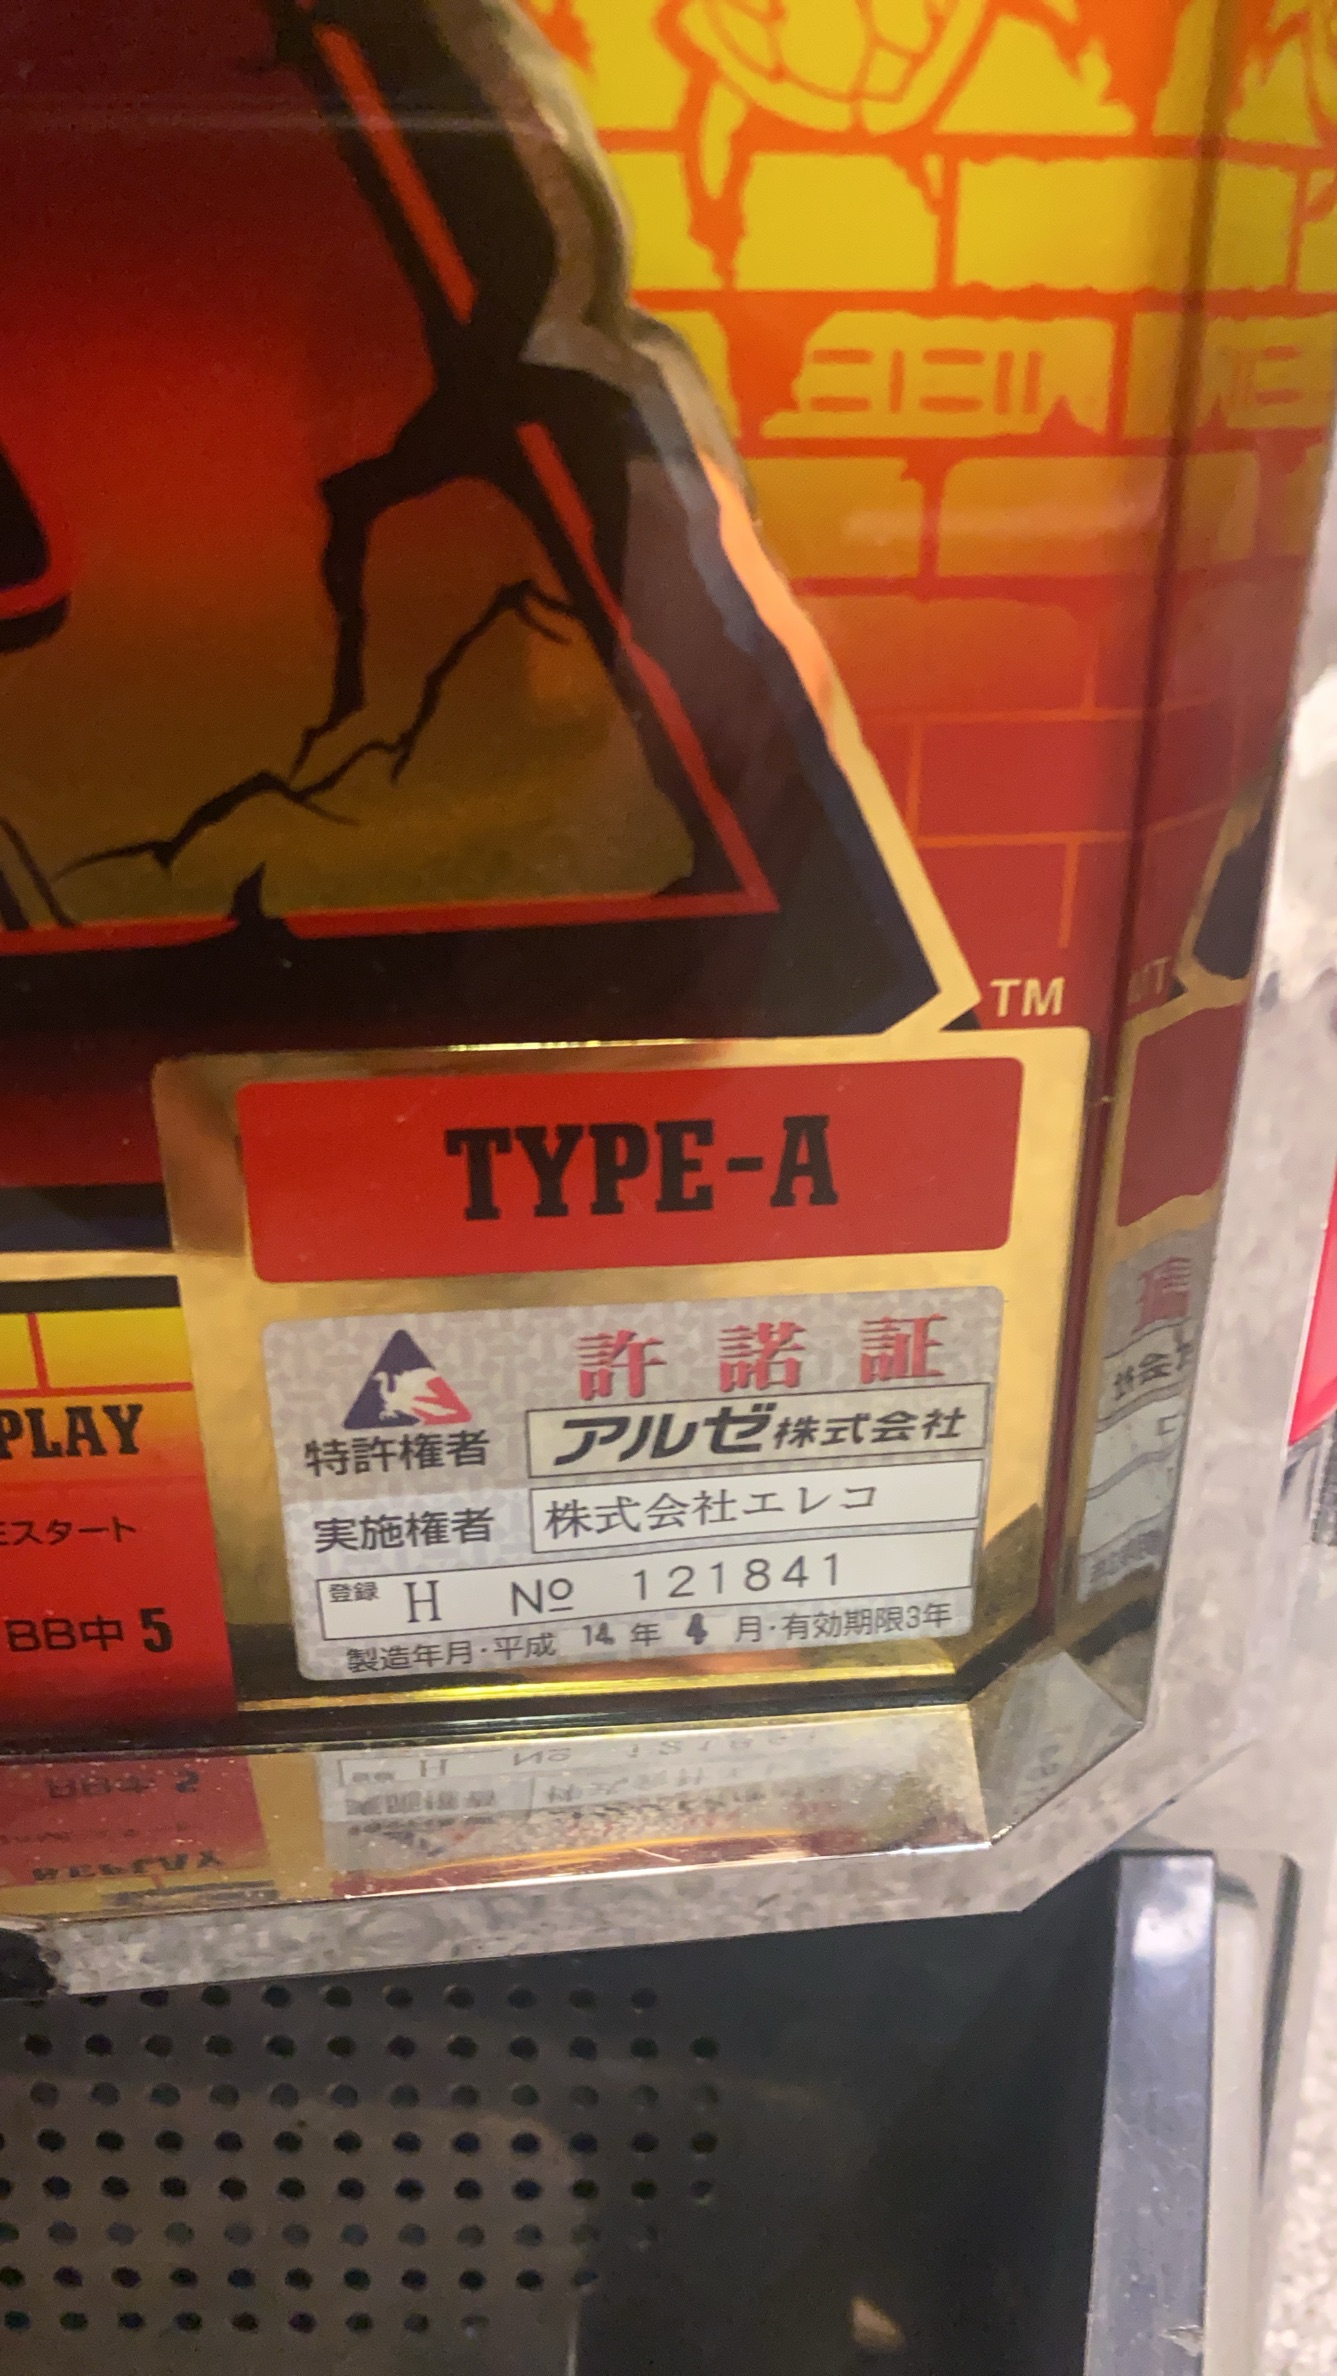 TM
TYPE-A
許諾証
特許権者 アルゼ株式会社
実施権者 株式会社エレコ
登録 H № 121841
製造年月・平成 14年 4月・有効期限3年
PLAY
スタート
BB中 5